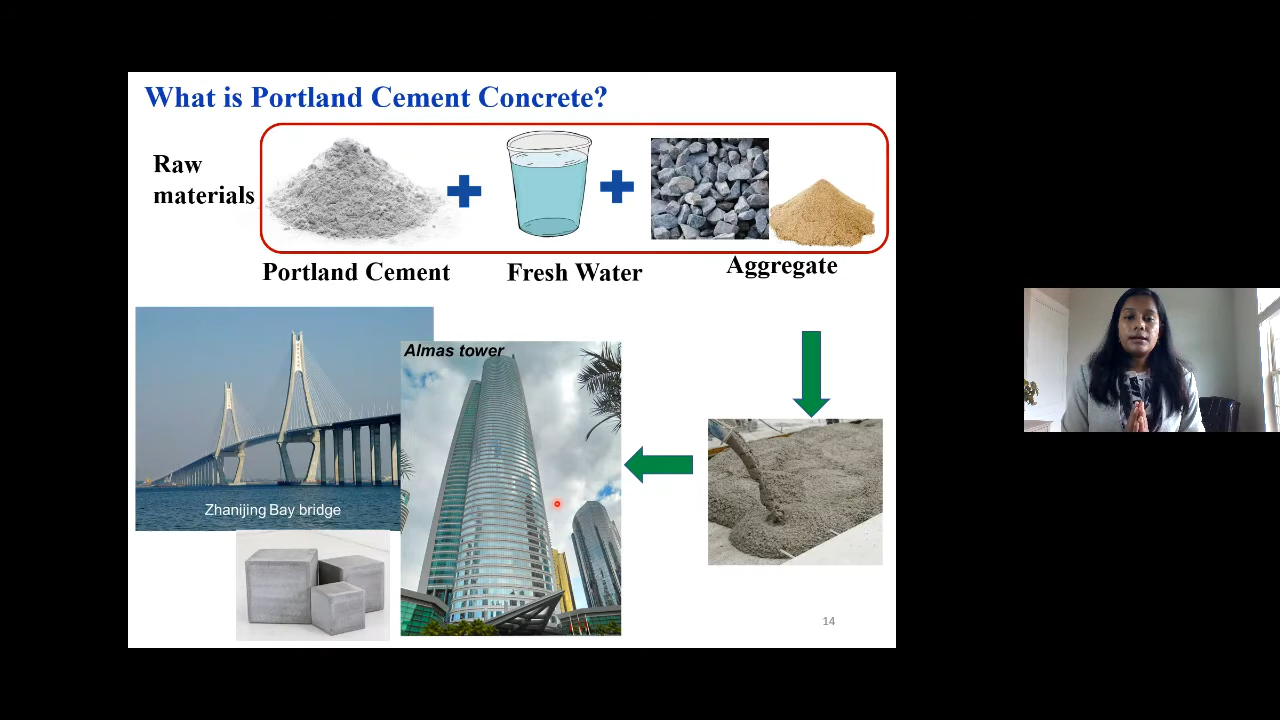 What is Portland Cement Concrete?
Raw
materials
Portland Cement
Fresh Water
Aggregate
Almas tower
Zhanijing Bay bridge
14